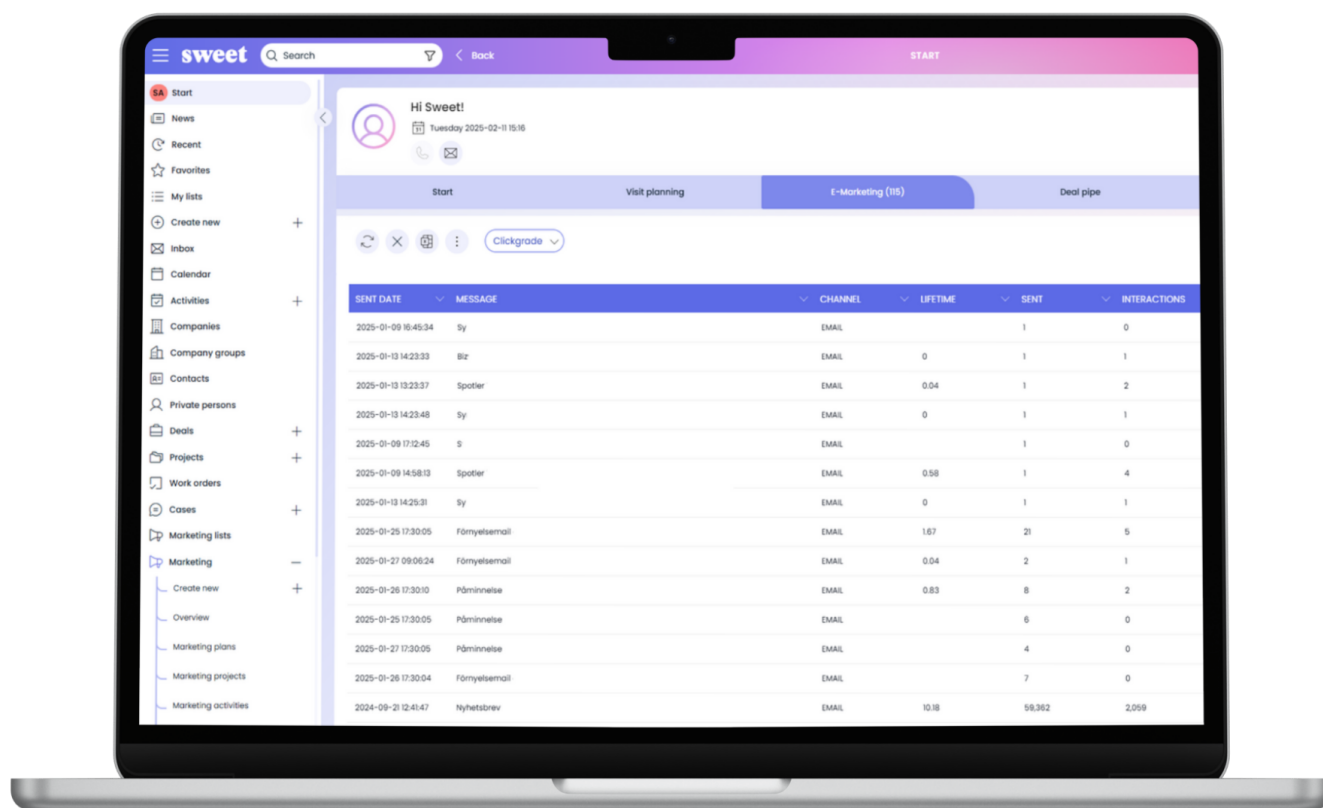 sweet Search Back START
SA Start
News
Recent
Favorites
My lists
Create new
Inbox
Calendar
Activities
Companies
Company groups
Contacts
Private persons
Deals
Projects
Work orders
Cases
Marketing lists
Marketing
Create new
Overview
Marketing plans
Marketing projects
Marketing activities
Hi Sweet!
Tuesday 2025-02-11 15:16
Start Visit planning E-Marketing (115) Deal pipe
Clickgrade
SENT DATE MESSAGE CHANNEL LIFETIME SENT INTERACTIONS
2025-01-09 16:45:34 Sy EMAIL 1 0
2025-01-13 14:23:33 Biz EMAIL 0 1 1
2025-01-13 13:23:37 Spotler EMAIL 0.04 1 2
2025-01-13 14:23:48 Sy EMAIL 0 1 1
2025-01-09 17:12:45 S EMAIL 1 0
2025-01-09 14:58:13 Spotler EMAIL 0.58 1 4
2025-01-13 14:25:31 Sy EMAIL 0 1 1
2025-01-25 17:30:05 Förnyelsemail EMAIL 1.67 21 5
2025-01-27 09:06:24 Förnyelsemail EMAIL 0.04 2 1
2025-01-26 17:30:10 Påminnelse EMAIL 0.83 8 2
2025-01-25 17:30:05 Påminnelse EMAIL 6 0
2025-01-27 17:30:05 Påminnelse EMAIL 4 0
2025-01-26 17:30:04 Förnyelsemail EMAIL 7 0
2024-09-21 12:41:47 Nyhetsbrev EMAIL 10.18 59,362 2,059